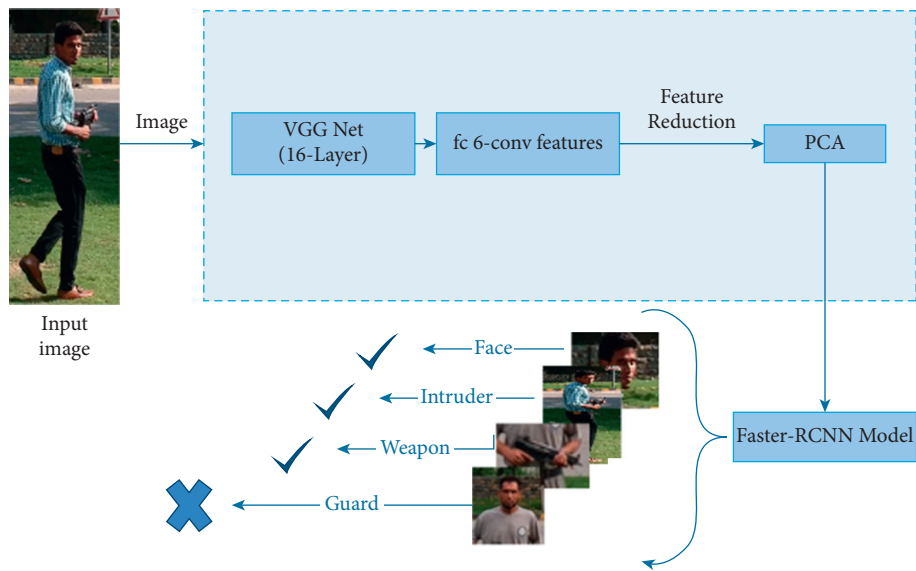 Image
VGG Net
(16-Layer)
fc 6-conv features
Feature
Reduction
PCA
Input
image
Face
Intruder
Weapon
Guard
Faster-RCNN Model